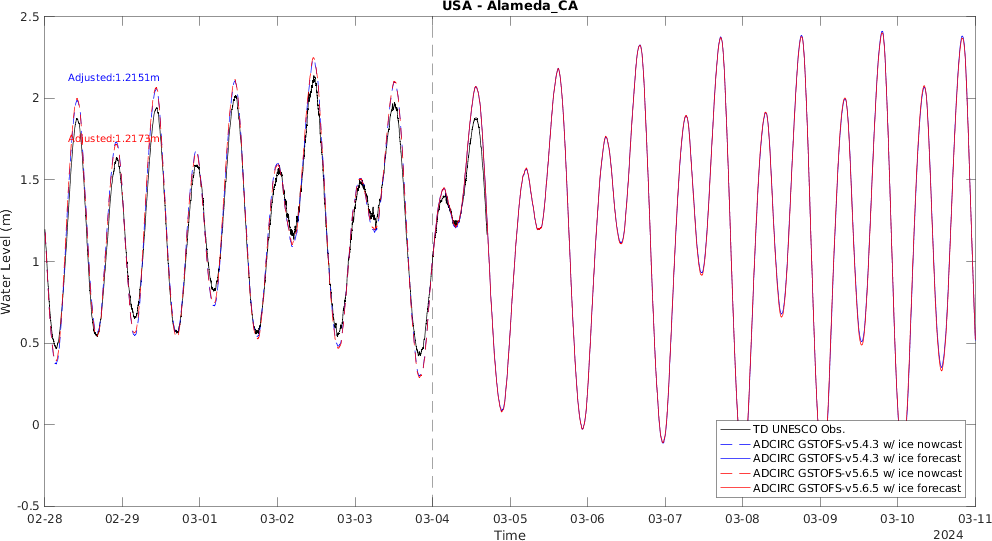 USA - Alameda_CA
2.5
2
1.5
1
0.5
0
-0.5
Water Level (m)
Adjusted:1.2151m
Adjusted:1.2173m
TD UNESCO Obs.
ADCIRC GSTOFS-v5.4.3 w/ ice nowcast
ADCIRC GSTOFS-v5.4.3 w/ ice forecast
ADCIRC GSTOFS-v5.6.5 w/ ice nowcast
ADCIRC GSTOFS-v5.6.5 w/ ice forecast
02-28 02-29 03-01 03-02 03-03 03-04 03-05 03-06 03-07 03-08 03-09 03-10 03-11
Time
2024